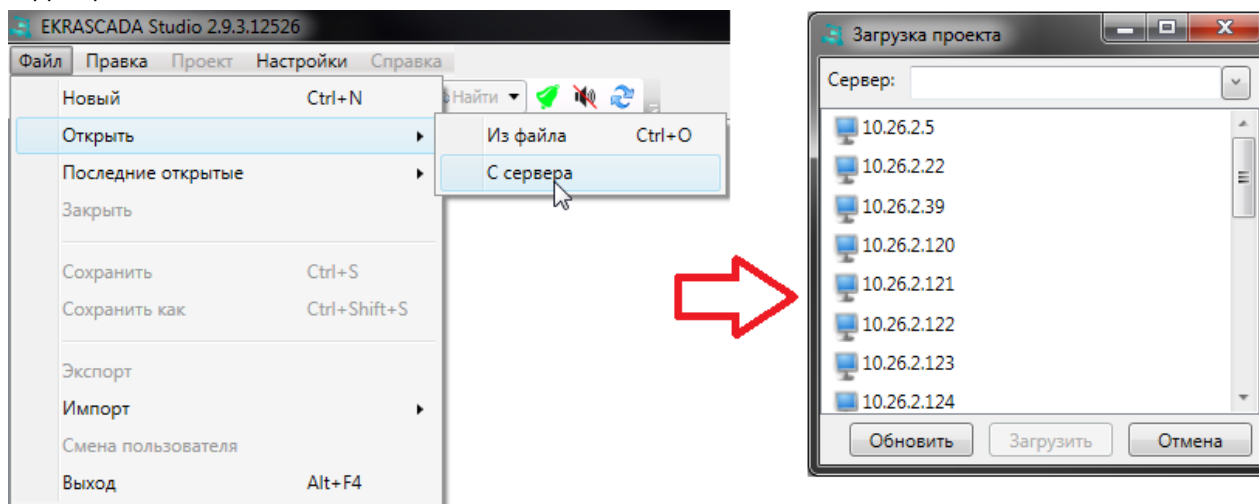 EKRASCADA Studio 2.9.3.12526
Файл Правка Проект Настройки Справка
Найти
Новый Ctrl+N
Открыть
Последние открытые
Закрыть
Сохранить Ctrl+S
Сохранить как Ctrl+Shift+S
Экспорт
Импорт
Смена пользователя
Выход Alt+F4
Из файла Ctrl+O
С сервера
Загрузка проекта
Сервер:
10.26.2.5
10.26.2.22
10.26.2.39
10.26.2.120
10.26.2.121
10.26.2.122
10.26.2.123
10.26.2.124
Обновить Загрузить Отмена